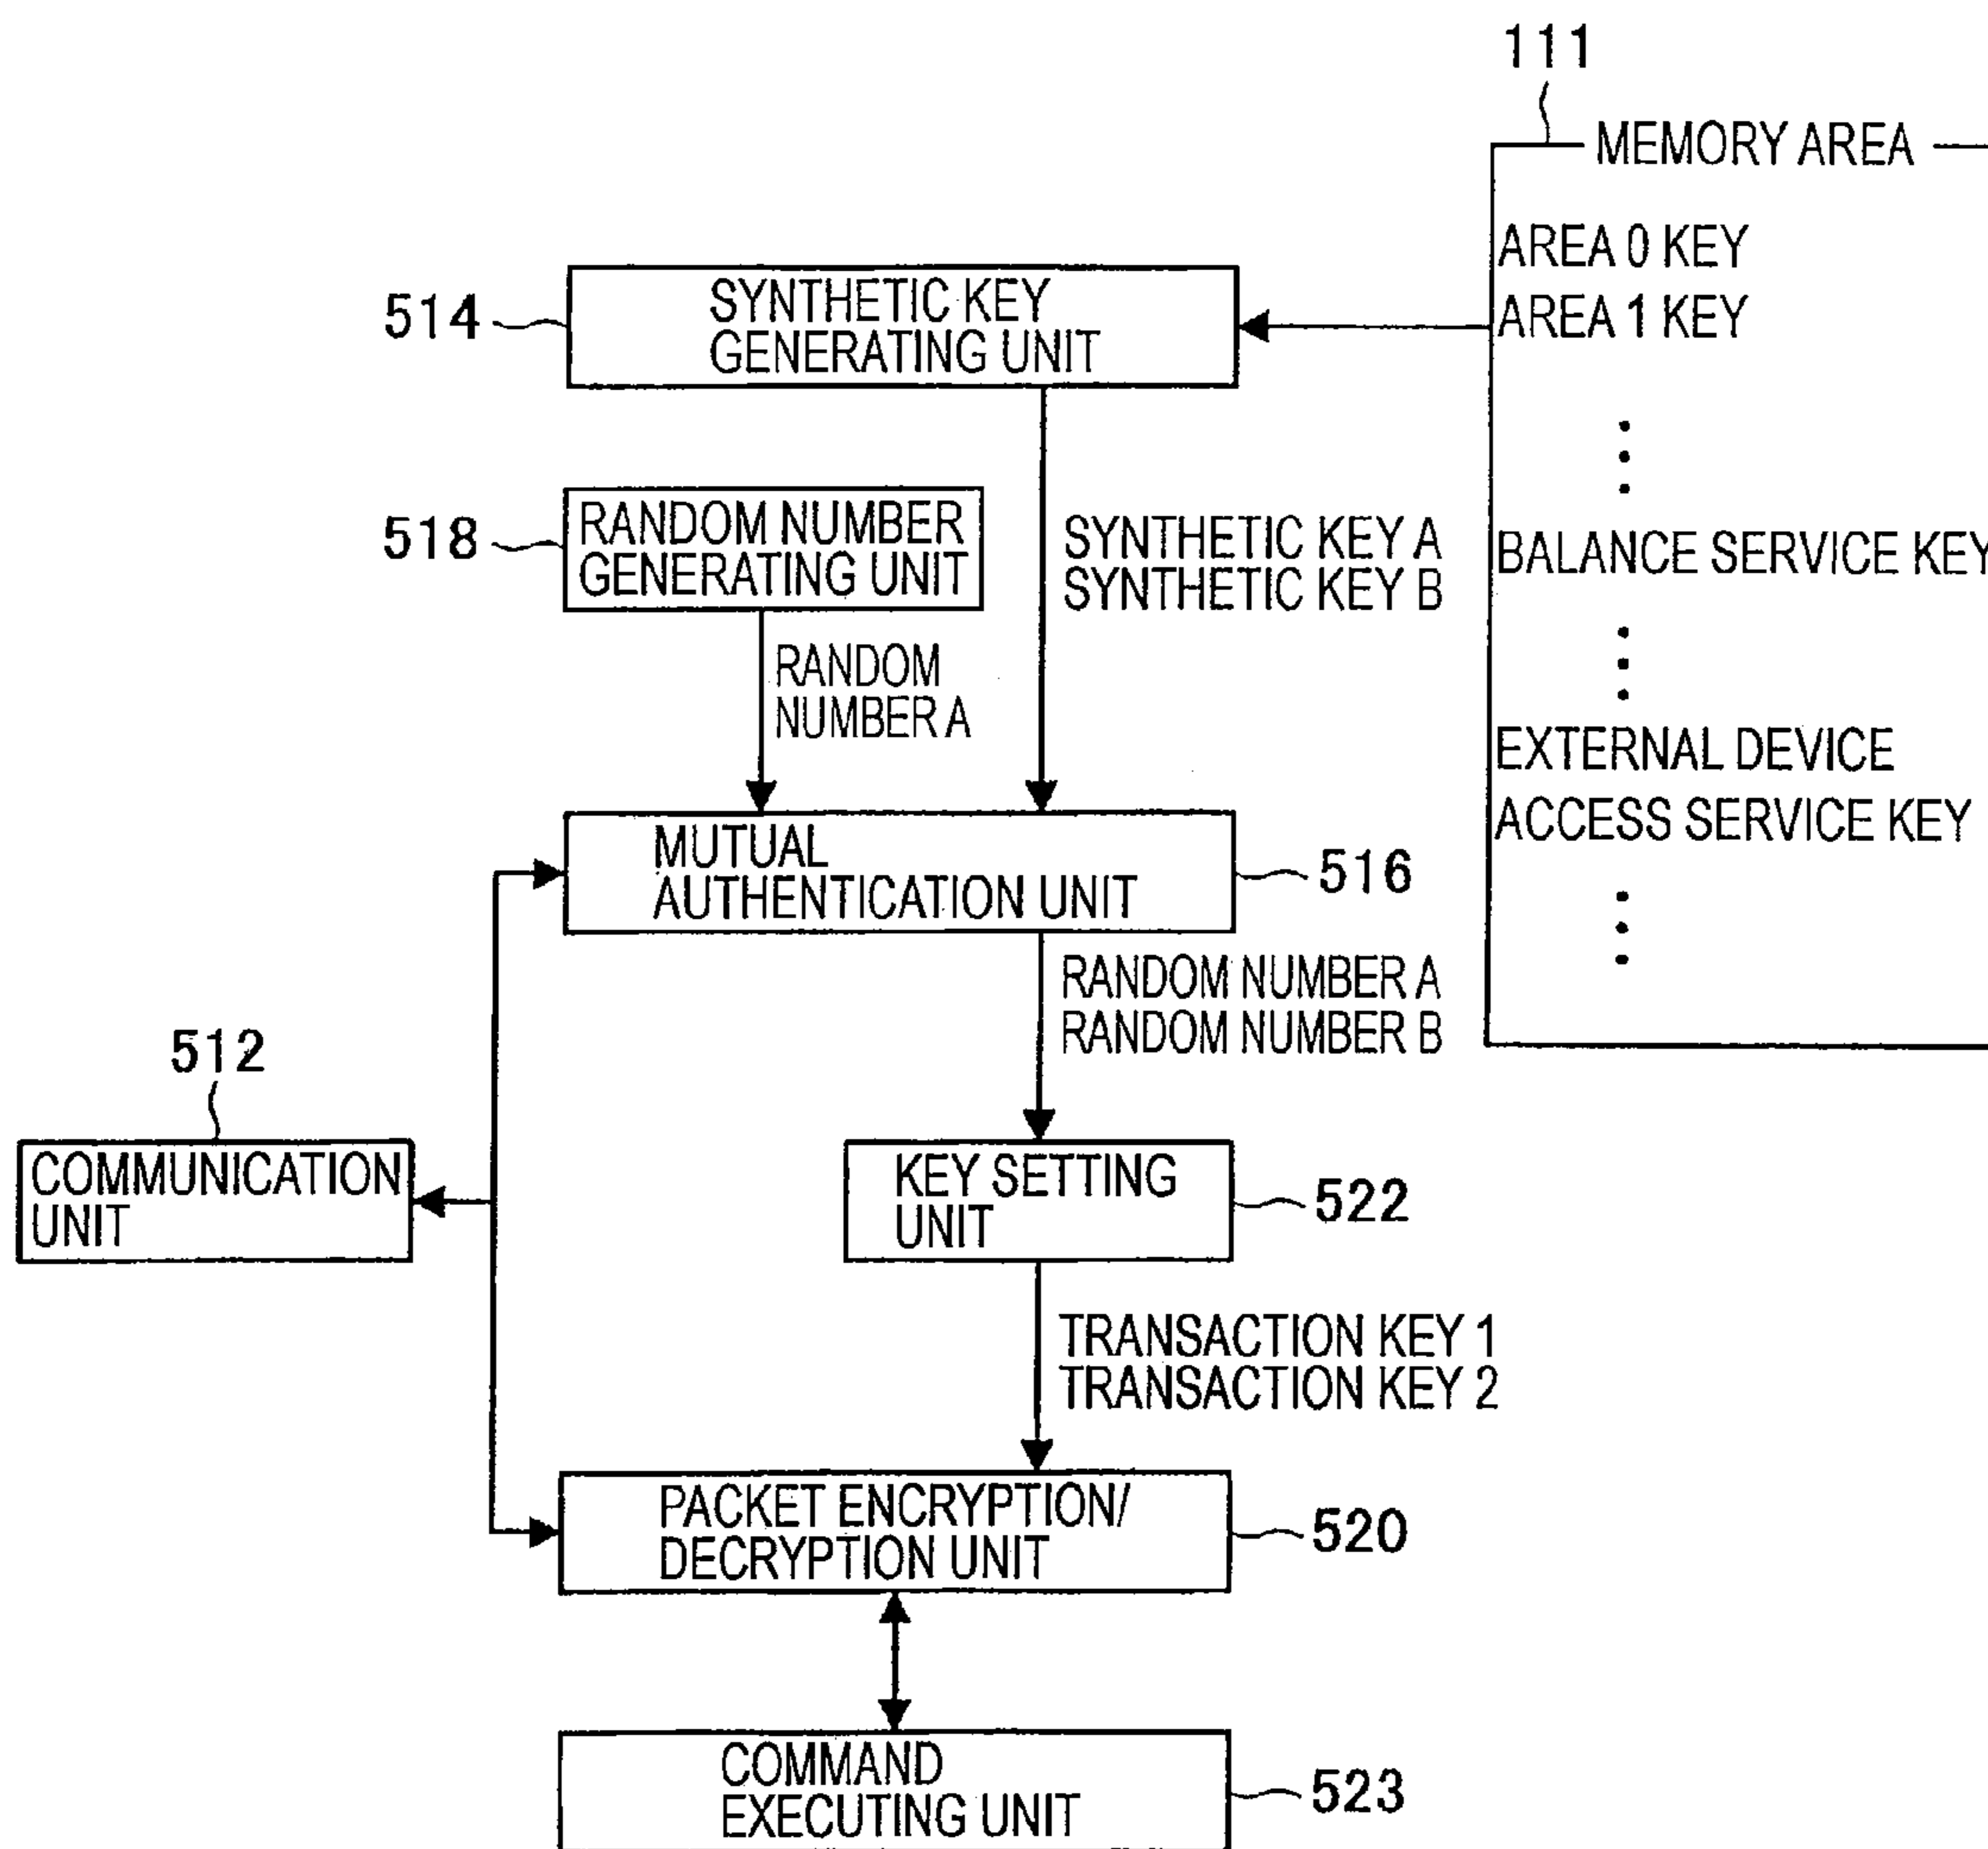 111
MEMORY AREA
AREA 0 KEY
AREA 1 KEY
BALANCE SERVICE KEY
EXTERNAL DEVICE
ACCESS SERVICE KEY
514
SYNTHETIC KEY
GENERATING UNIT
518
RANDOM NUMBER
GENERATING UNIT
SYNTHETIC KEY A
SYNTHETIC KEY B
RANDOM
NUMBER A
MUTUAL
AUTHENTICATION UNIT
516
RANDOM NUMBER A
RANDOM NUMBER B
512
COMMUNICATION
UNIT
KEY SETTING
UNIT
522
TRANSACTION KEY 1
TRANSACTION KEY 2
PACKET ENCRYPTION/
DECRYPTION UNIT
520
COMMAND
EXECUTING UNIT
523